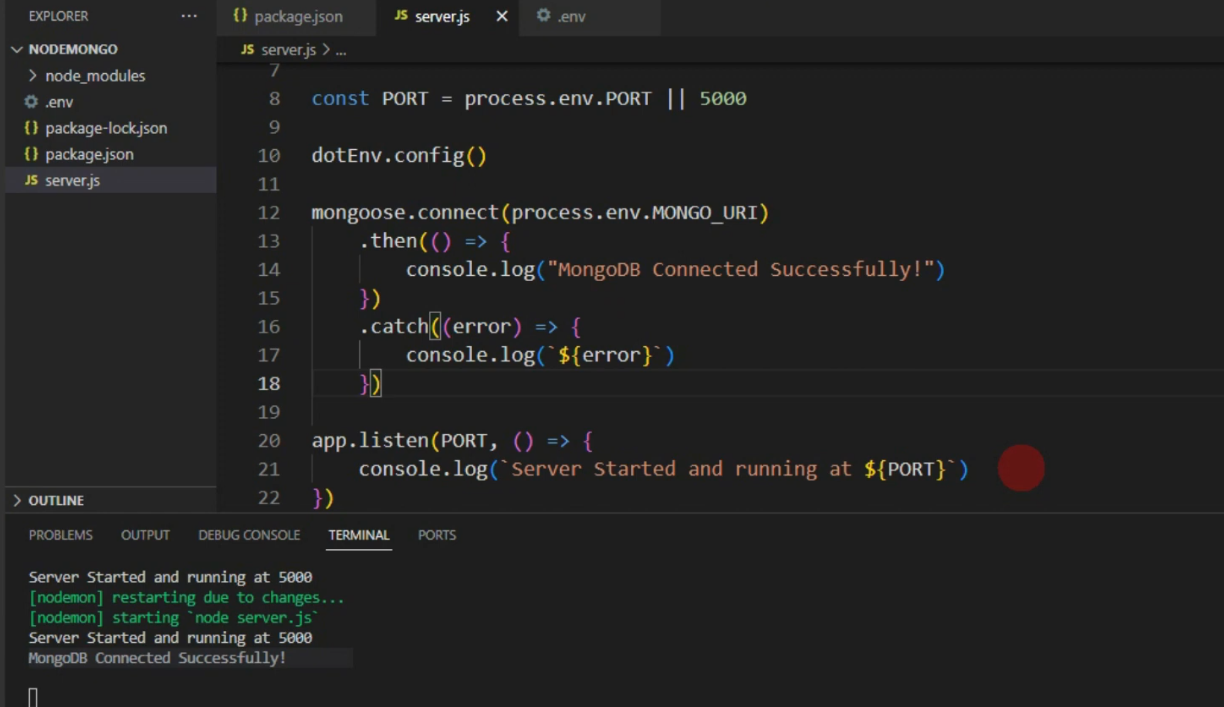 EXPLORER ...
NODEMONGO
node_modules
.env
package-lock.json
package.json
server.js
OUTLINE
package.json
server.js
.env
JS server.js > ...
7
8 const PORT = process.env.PORT || 5000
9
10 dotEnv.config()
11
12 mongoose.connect(process.env.MONGO_URI)
13 .then(() => {
14 console.log("MongoDB Connected Successfully!")
15 })
16 .catch((error) => {
17 console.log(`${error}`)
18 })
19
20 app.listen(PORT, () => {
21 console.log(`Server Started and running at ${PORT}`)
22 })
PROBLEMS OUTPUT DEBUG CONSOLE TERMINAL PORTS
Server Started and running at 5000
[nodemon] restarting due to changes...
[nodemon] starting `node server.js`
Server Started and running at 5000
MongoDB Connected Successfully!